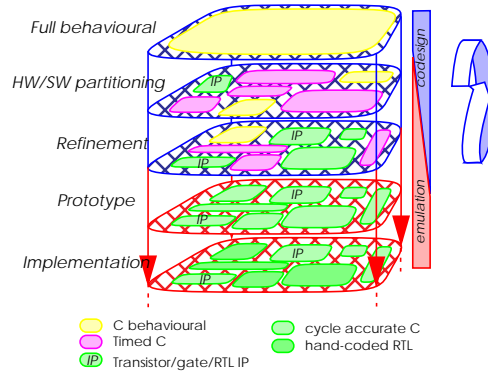 Full behavioural
HW/SW partitioning
IP
Refinement
IP
IP
Prototype
IP
IP
Implementation
IP
IP
codesign
emulation
C behavioural
Timed C
IP Transistor/gate/RTL IP
cycle accurate C
hand-coded RTL